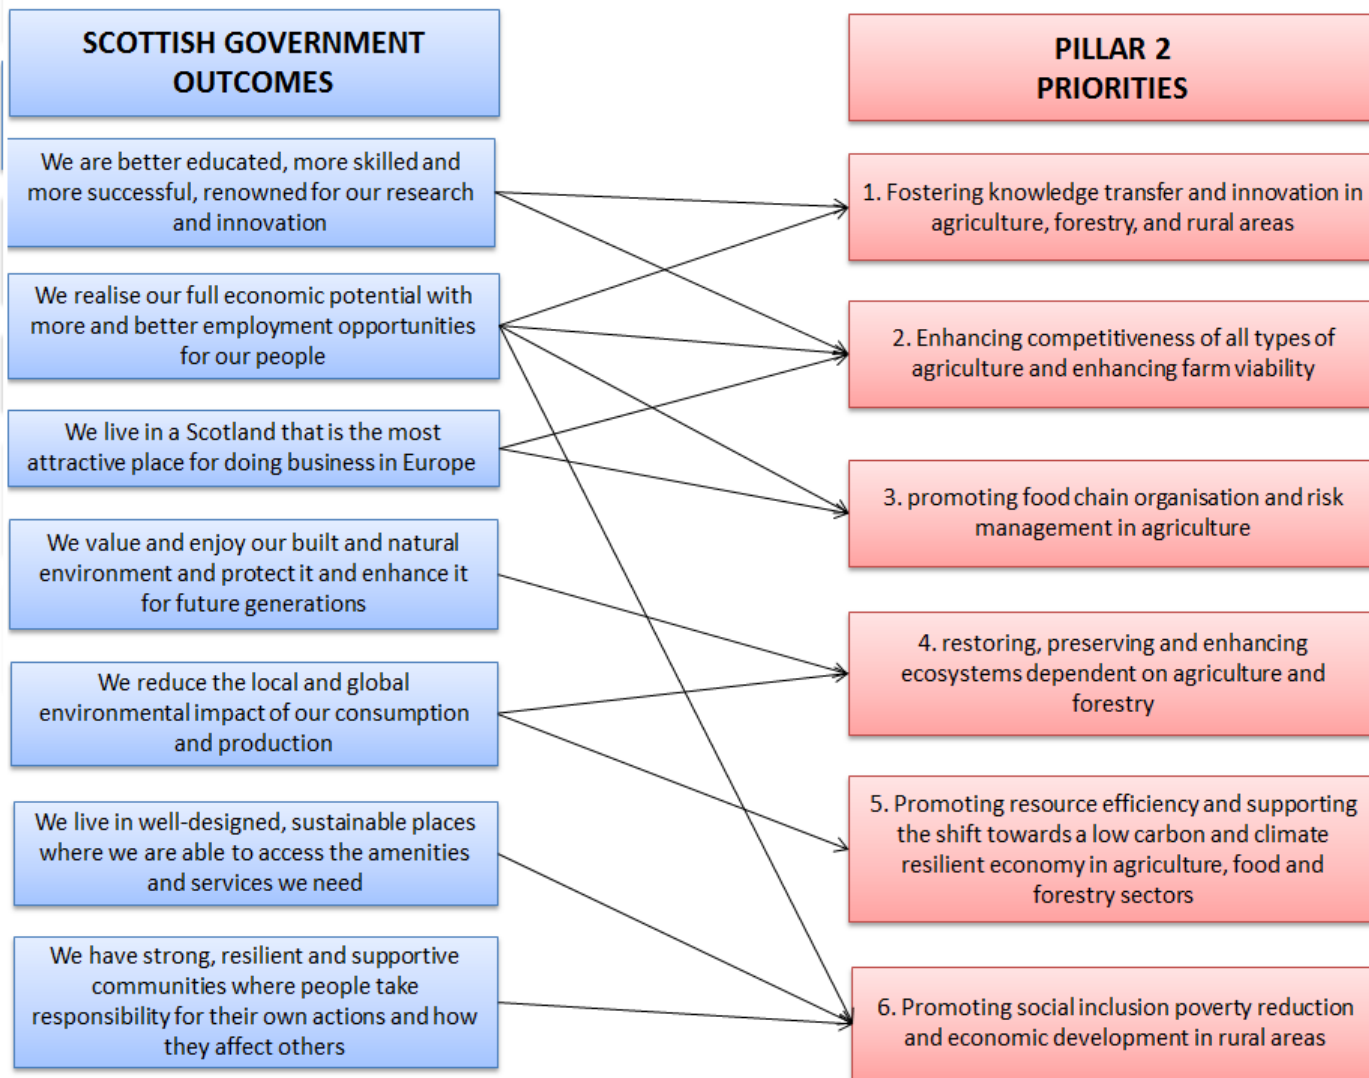 SCOTTISH GOVERNMENT
OUTCOMES
We are better educated, more skilled and
more successful, renowned for our research
and innovation
We realise our full economic potential with
more and better employment opportunities
for our people
We live in a Scotland that is the most
attractive place for doing business in Europe
We value and enjoy our built and natural
environment and protect it and enhance it
for future generations
We reduce the local and global
environmental impact of our consumption
and production
We live in well-designed, sustainable places
where we are able to access the amenities
and services we need
We have strong, resilient and supportive
communities where people take
responsibility for their own actions and how
they affect others
PILLAR 2
PRIORITIES
1. Fostering knowledge transfer and innovation in
agriculture, forestry, and rural areas
2. Enhancing competitiveness of all types of
agriculture and enhancing farm viability
3. promoting food chain organisation and risk
management in agriculture
4. restoring, preserving and enhancing
ecosystems dependent on agriculture and
forestry
5. Promoting resource efficiency and supporting
the shift towards a low carbon and climate
resilient economy in agriculture, food and
forestry sectors
6. Promoting social inclusion poverty reduction
and economic development in rural areas